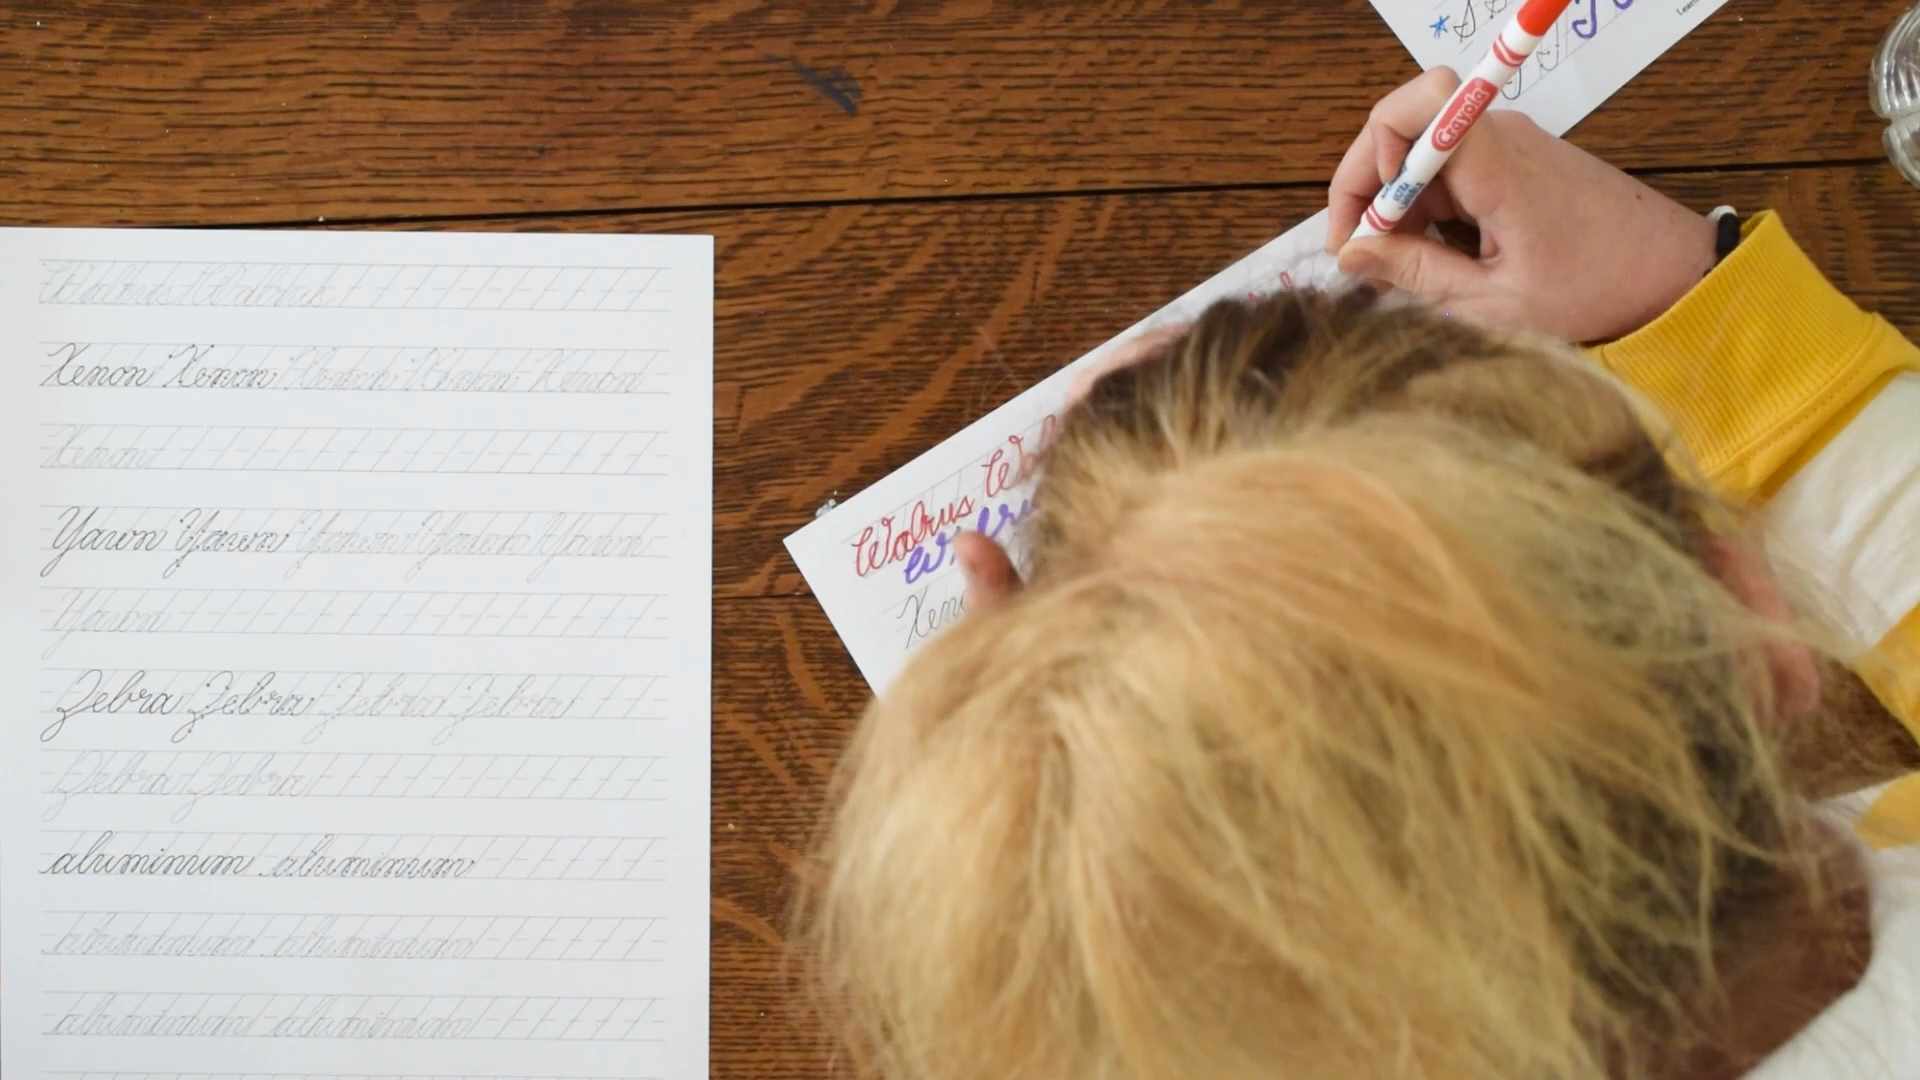 Walrus Walrus
Xenon Xenon Xenon Xenon Xenon
Xenon
Yawn Yawn Yawn Yawn Yawn
Yawn
Zebra Zebra Zebra Zebra
Zebra Zebra
aluminum aluminum
aluminum aluminum
aluminum aluminum
Walrus
Crayola
Learn